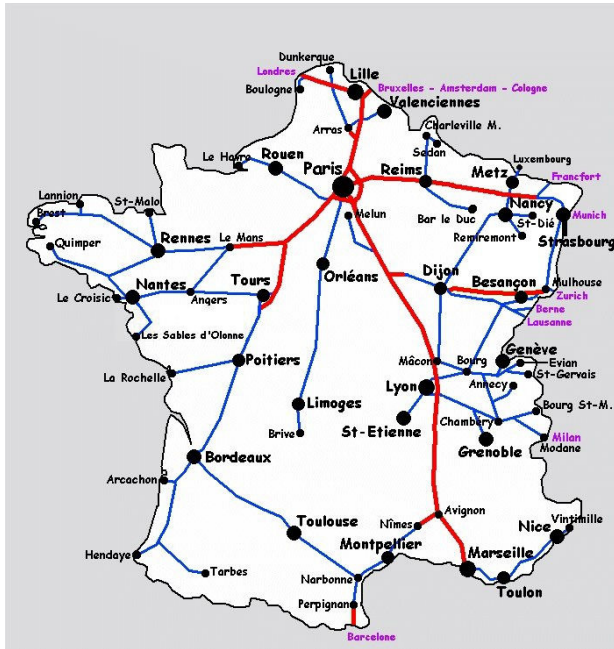 Dunkerque
Londres
Lille
Bruxelles - Amsterdam - Cologne
Boulogne
Valenciennes
Arras
Charleville M.
Sedan
Le Havre
Rouen
Paris
Reims
Metz
Luxembourg
Francfort
Lannion
St-Malo
Brest
Melun
Bar le Duc
Nancy
St-Dié
Munich
Remiremont
Strasbourg
Quimper
Rennes
Le Mans
Orléans
Dijon
Besançon
Mulhouse
Zurich
Le Croisic
Nantes
Angers
Tours
Berne
Lausanne
Les Sables d'Olonne
Poitiers
Mâcon
Bourg
Genève
Evian
St-Gervais
La Rochelle
Lyon
Annecy
Limoges
Brive
St-Etienne
Chambéry
Bourg St-M.
Grenoble
Milan
Modane
Bordeaux
Arcachon
Toulouse
Nîmes
Avignon
Nice
Vintimille
Hendaye
Tarbes
Montpellier
Marseille
Toulon
Narbonne
Perpignan
Barcelone